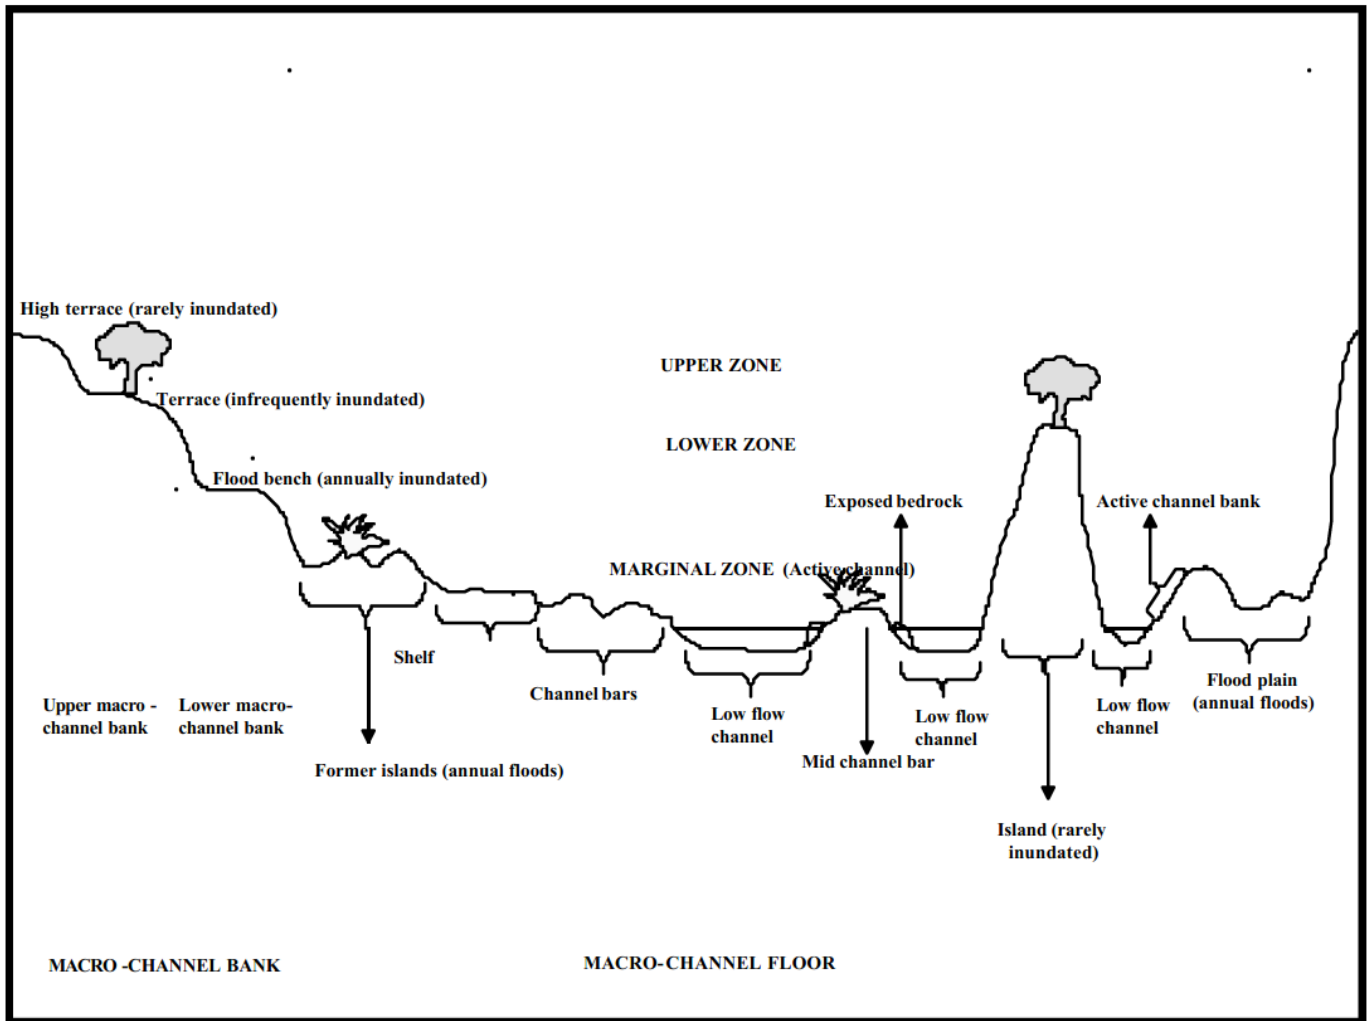 High terrace (rarely inundated)
UPPER ZONE
Terrace (infrequently inundated)
LOWER ZONE
Flood bench (annually inundated)
Exposed bedrock
Active channel bank
MARGINAL ZONE (Active channel)
Shelf
Channel bars
Flood plain
(annual floods)
Upper macro -
channel bank
Lower macro-
channel bank
Low flow
channel
Low flow
channel
Low flow
channel
Mid channel bar
Former islands (annual floods)
Island (rarely
inundated)
MACRO -CHANNEL BANK
MACRO-CHANNEL FLOOR